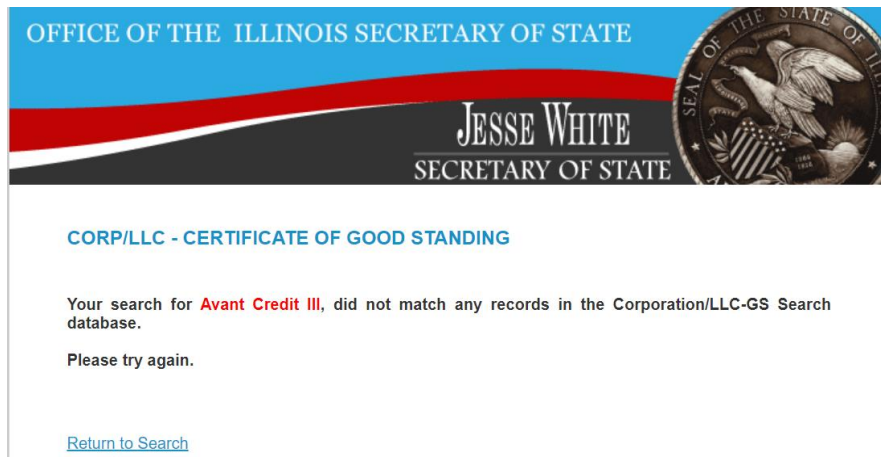 OFFICE OF THE ILLINOIS SECRETARY OF STATE
SEAL OF THE STATE OF
JESSE WHITE
SECRETARY OF STATE
CORP/LLC - CERTIFICATE OF GOOD STANDING
Your search for Avant Credit III, did not match any records in the Corporation/LLC-GS Search
database.
Please try again.
Return to Search